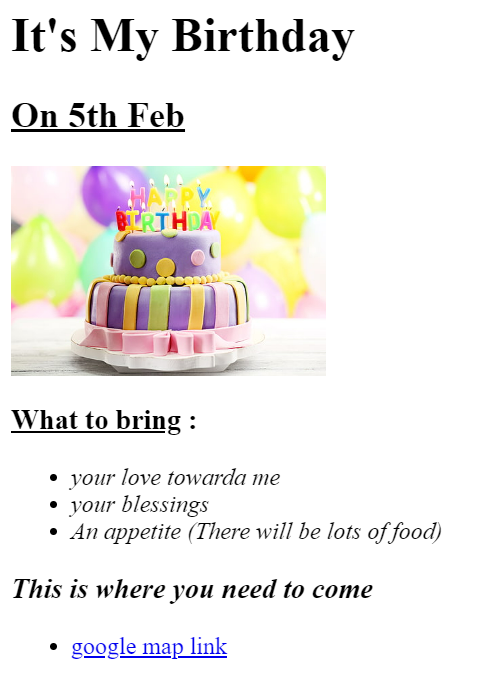 It's My Birthday
On 5th Feb
HAPPY
BIRTHDAY
What to bring :
your love towarda me
your blessings
An appetite (There will be lots of food)
This is where you need to come
google map link